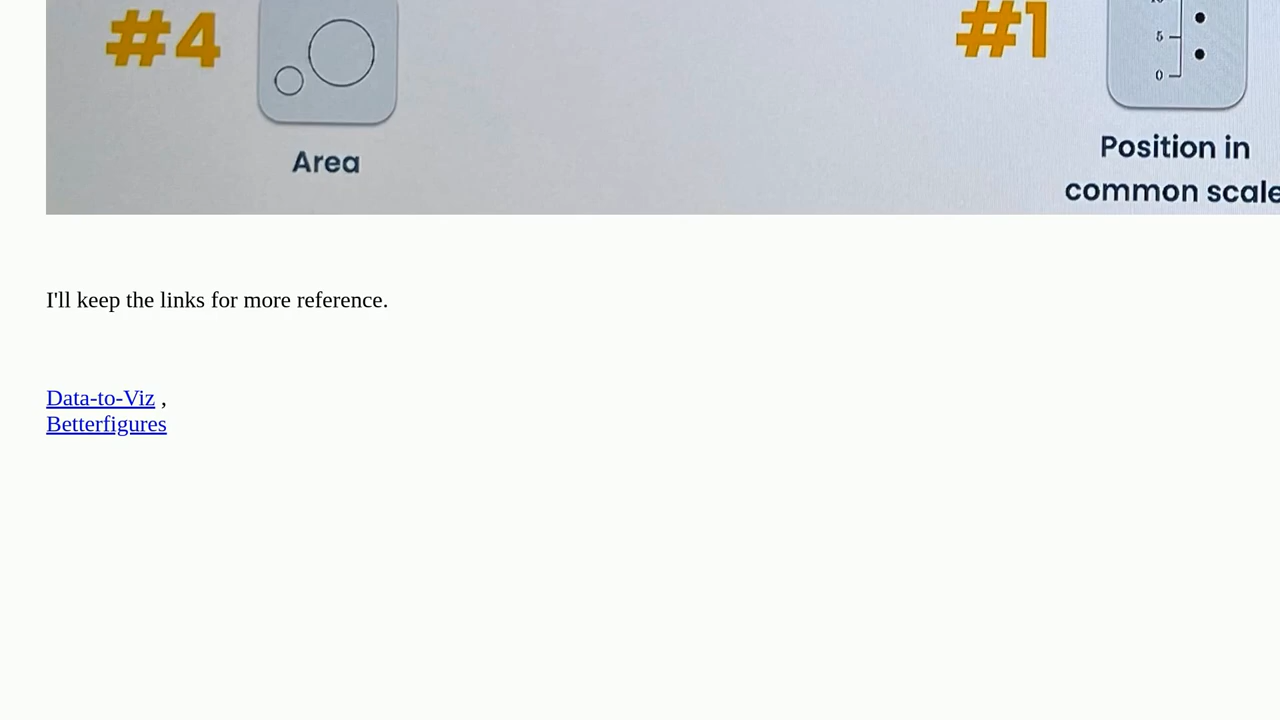 #4
#1
5
0
Area
Position in
common scale
I'll keep the links for more reference.
Data-to-Viz ,
Betterfigures